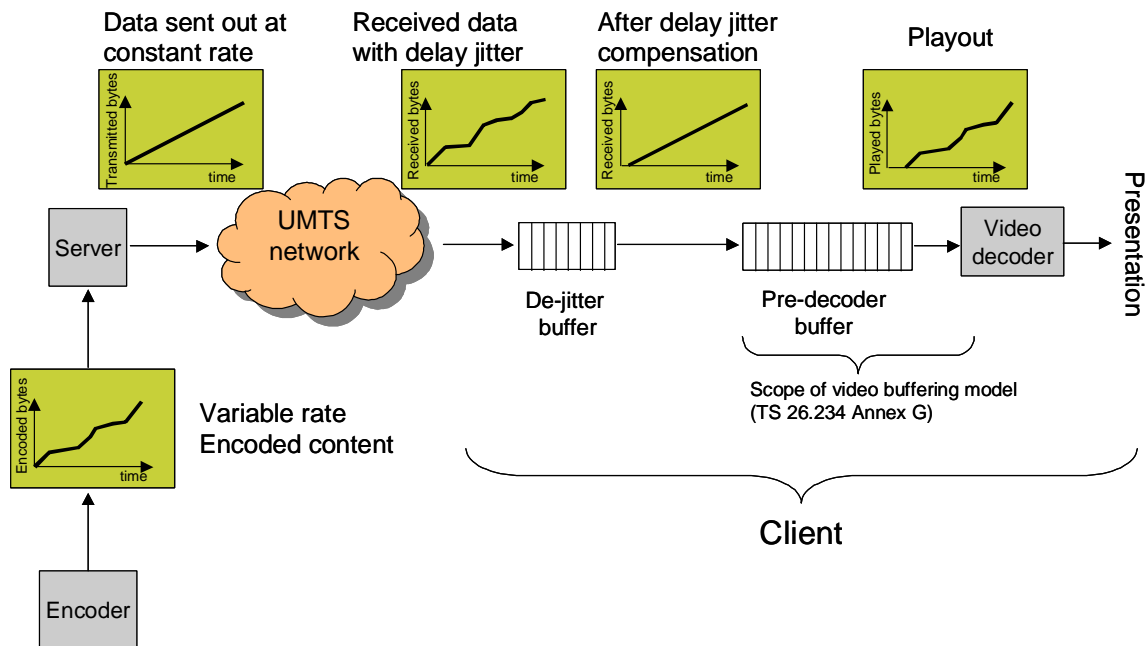 Data sent out at
constant rate
Received data
with delay jitter
After delay jitter
compensation
Playout
Transmitted bytes
time
Received bytes
time
Received bytes
time
Played bytes
time
Server
UMTS
network
De-jitter
buffer
Pre-decoder
buffer
Video
decoder
Presentation
Scope of video buffering model
(TS 26.234 Annex G)
Encoded bytes
time
Variable rate
Encoded content
Client
Encoder